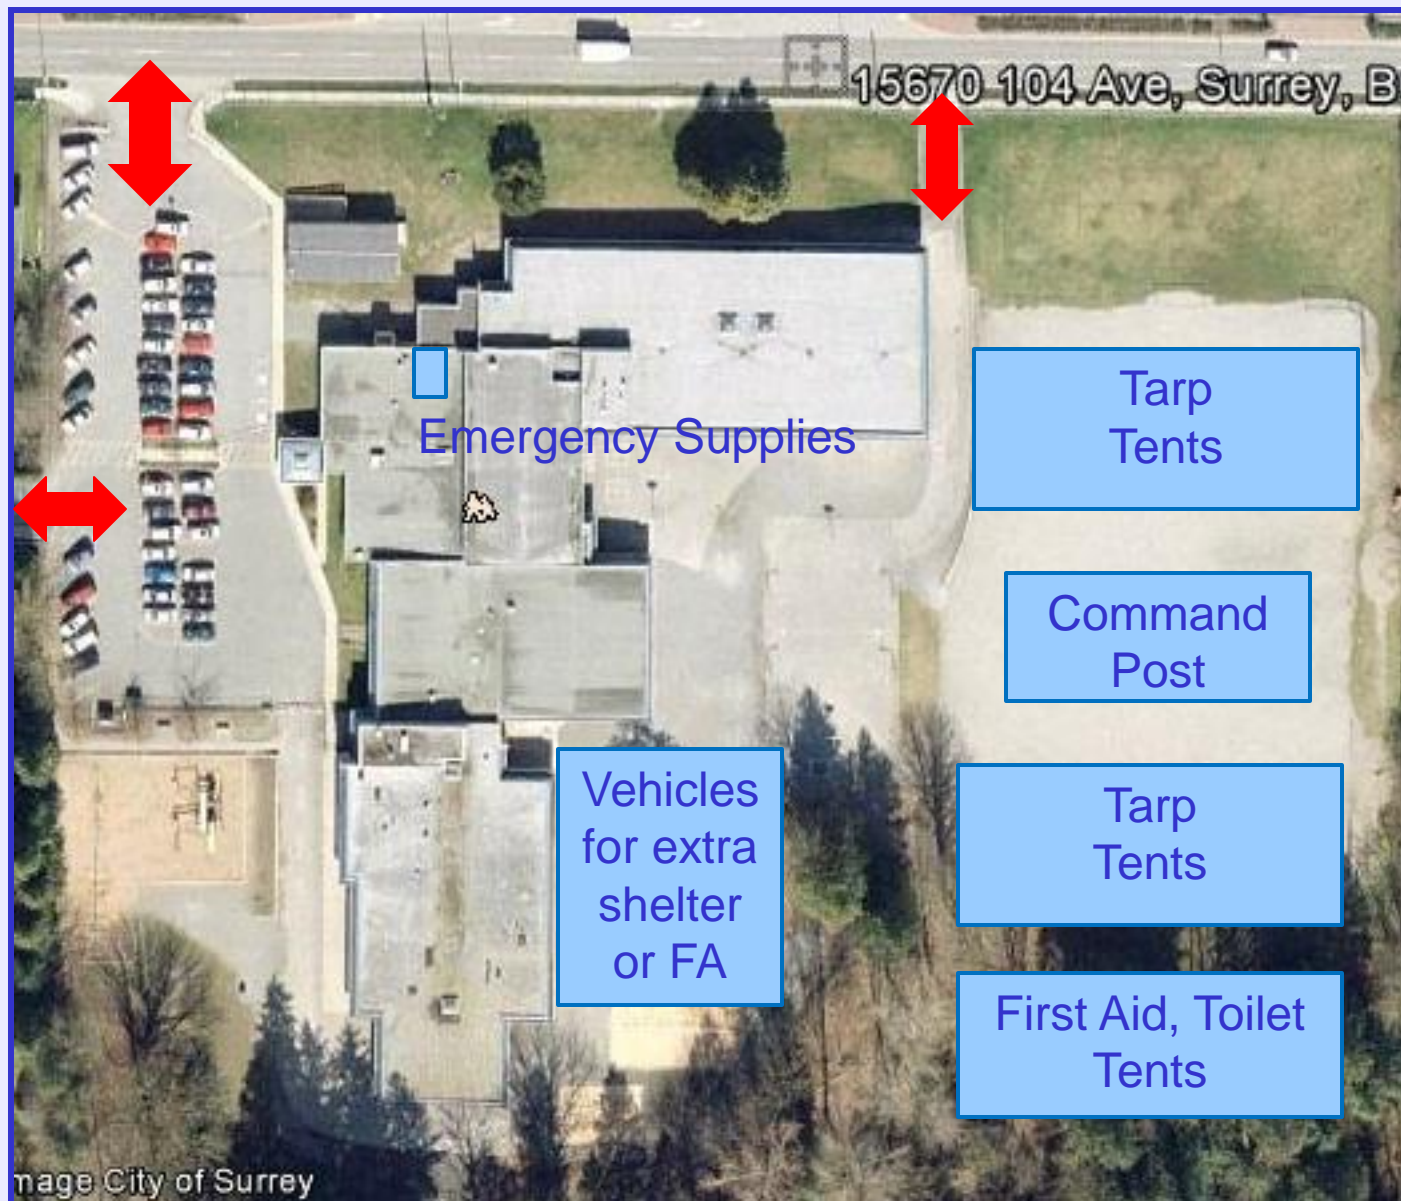 15670 104 Ave, Surrey, B
Tarp
Tents
Emergency Supplies
Command
Post
Vehicles
for extra
shelter
or FA
Tarp
Tents
First Aid, Toilet
Tents
mage City of Surrey